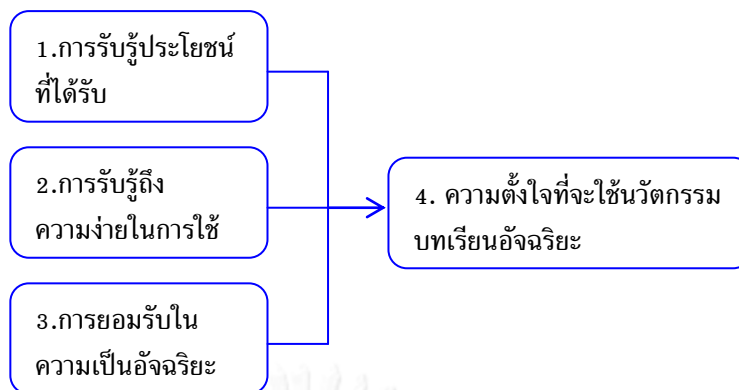 1.การรับรู้ประโยชน์
ที่ได้รับ
2.การรับรู้ถึง
ความง่ายในการใช้
3.การยอมรับใน
ความเป็นอัจฉริยะ
4. ความตั้งใจที่จะใช้นวัตกรรม
บทเรียนอัจฉริยะ